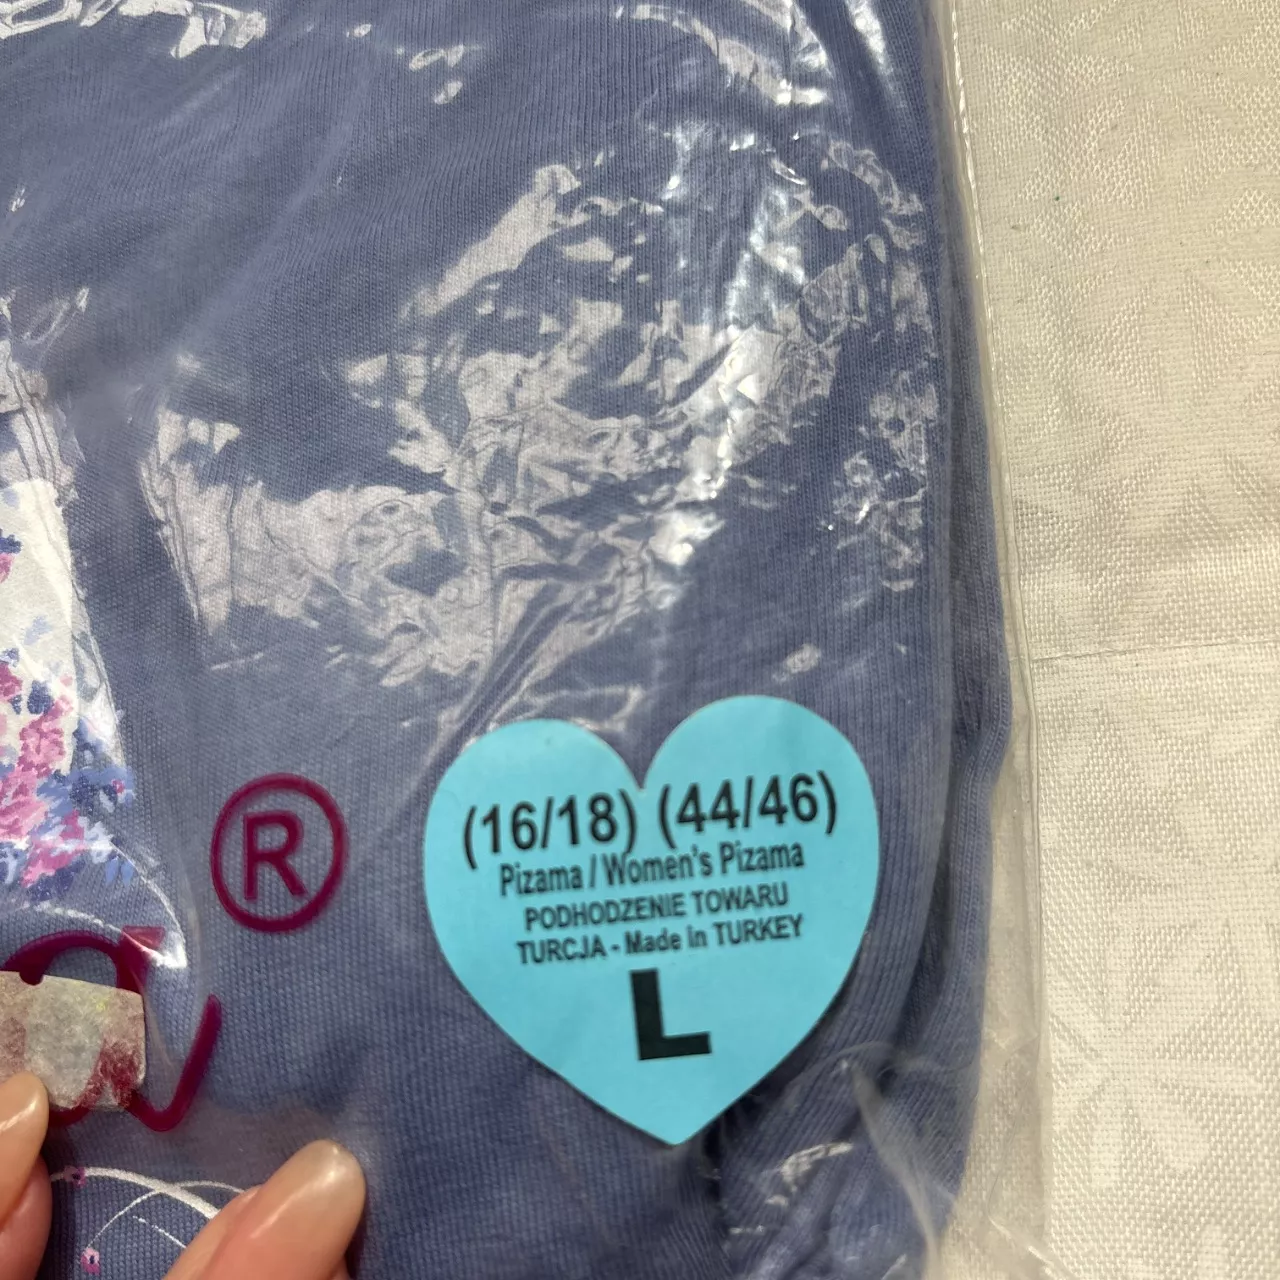 (16/18) (44/46)
Pizama / Women's Pizama
PODHODZENIE TOWARU
TURCJA - Made in TURKEY
L
®
a